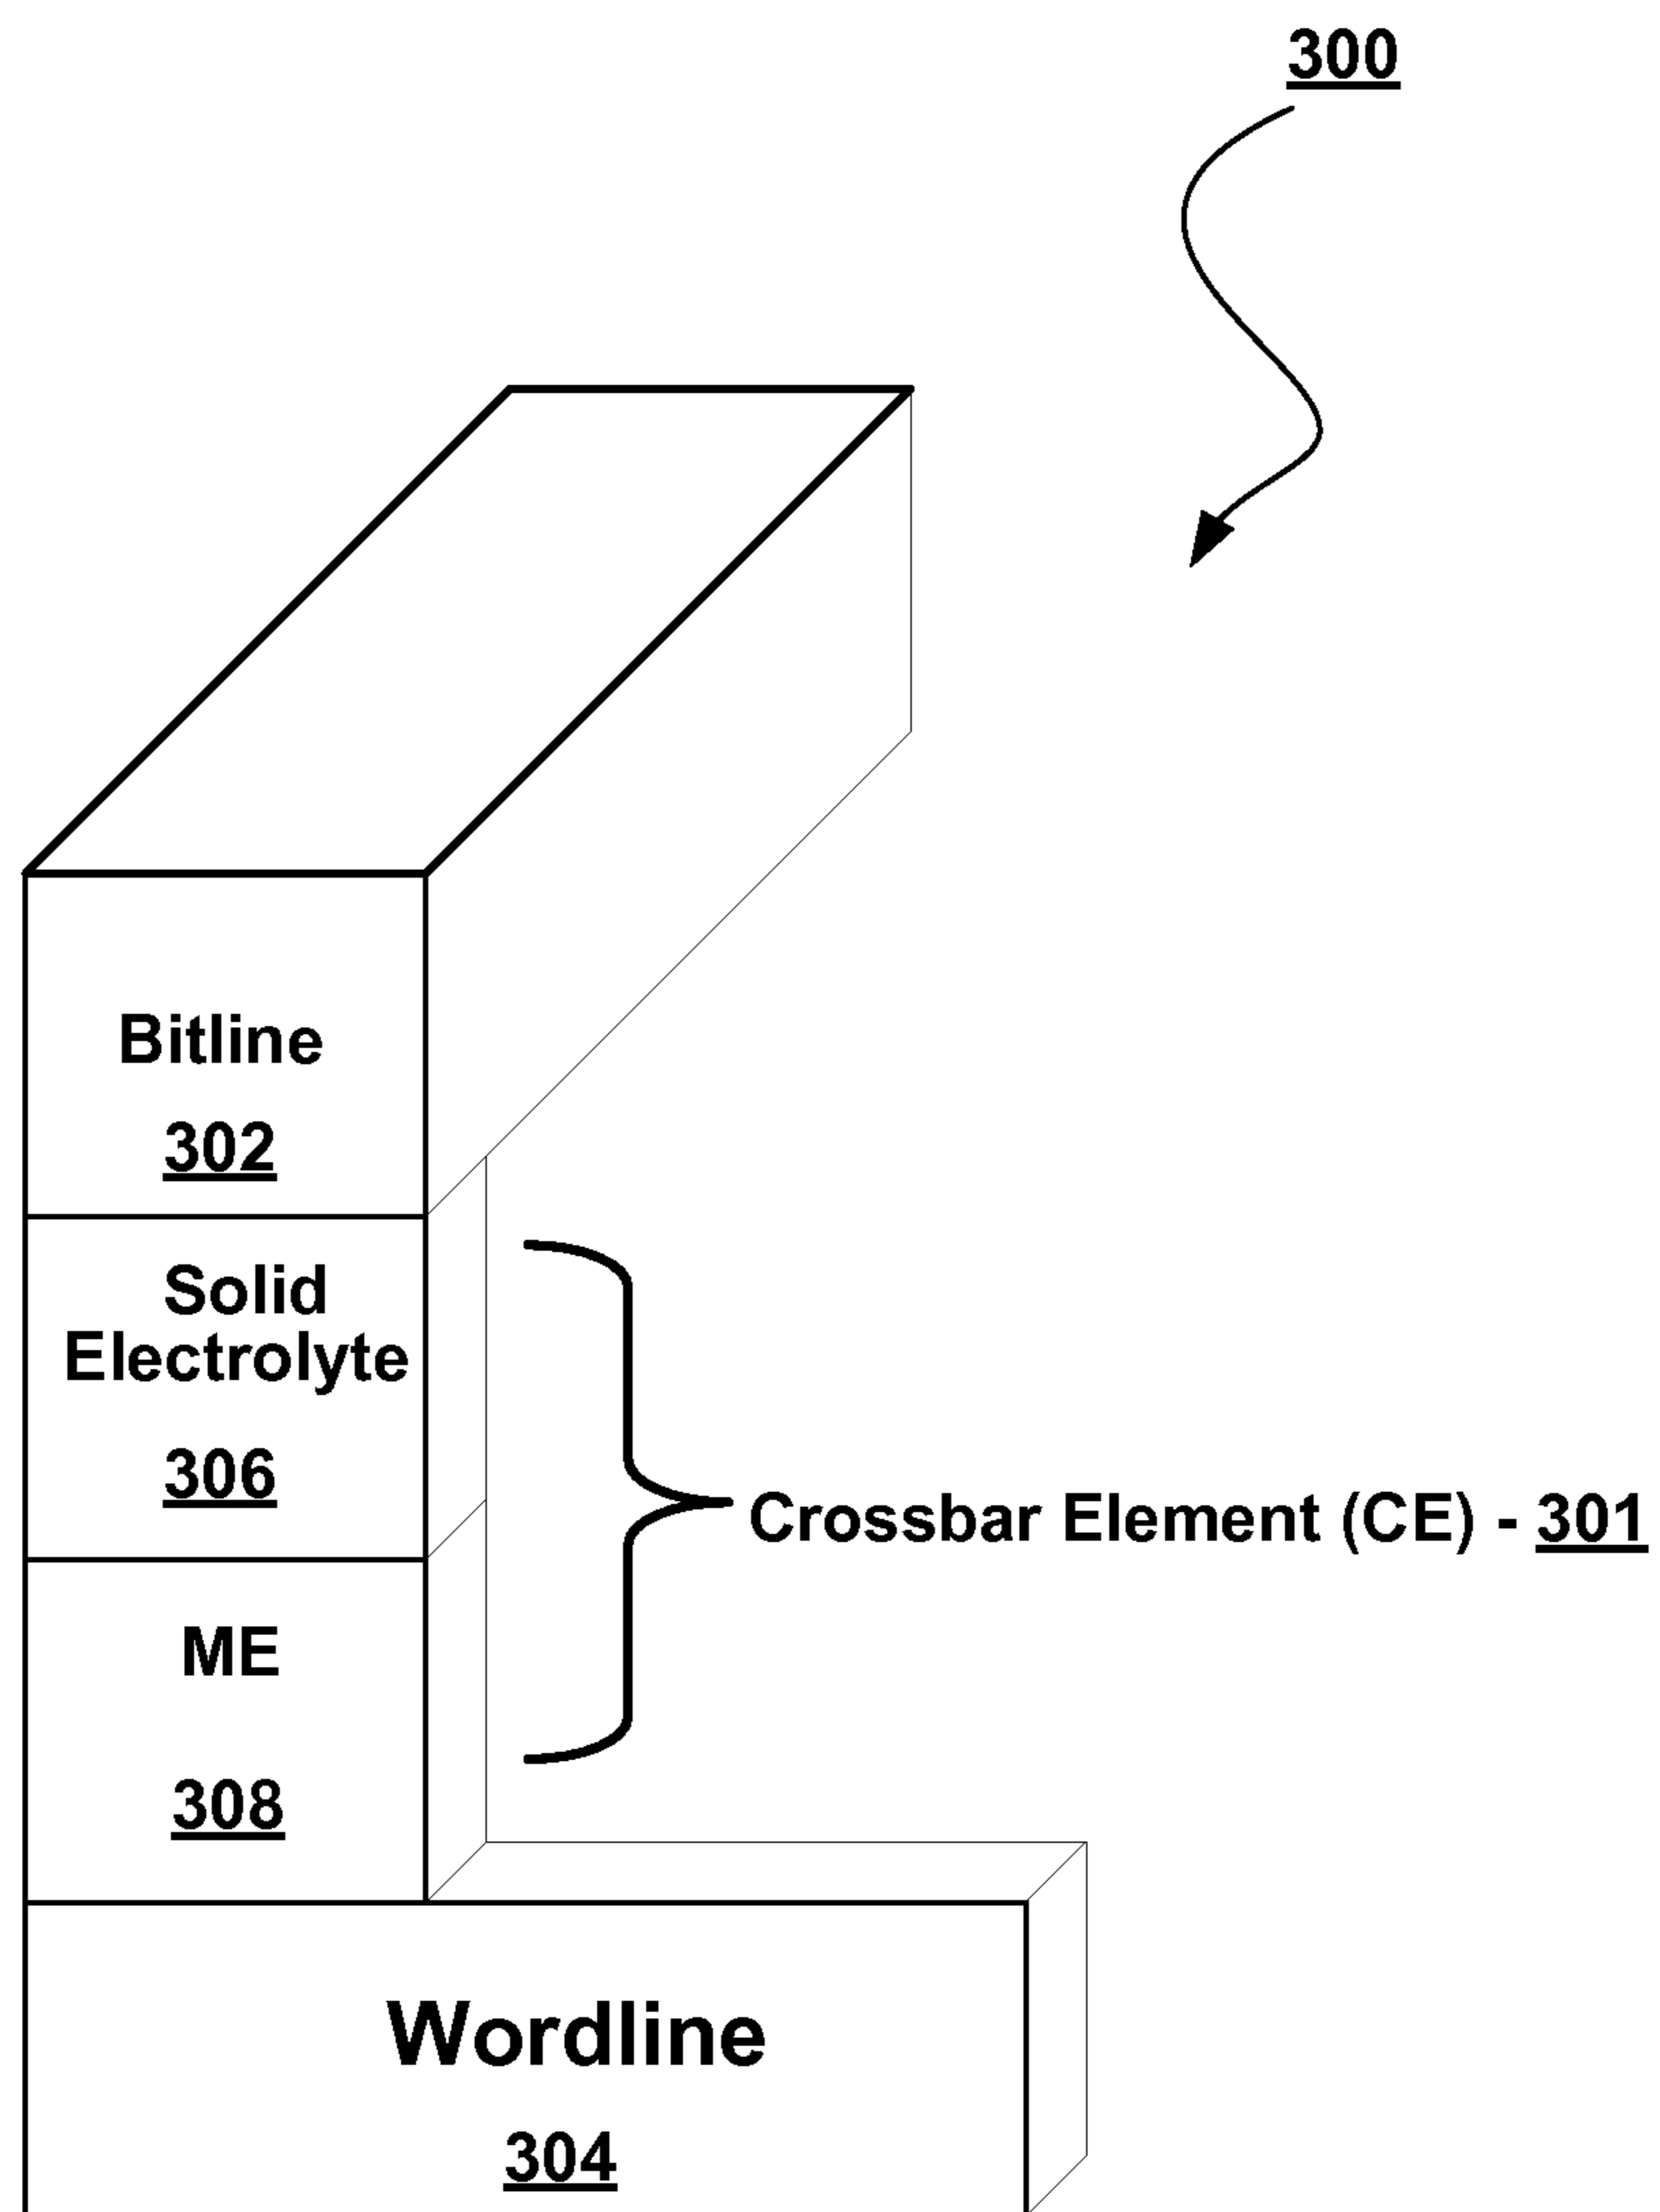 300
Bitline
302
Solid
Electrolyte
306
Crossbar Element (CE) - 301
ME
308
Wordline
304